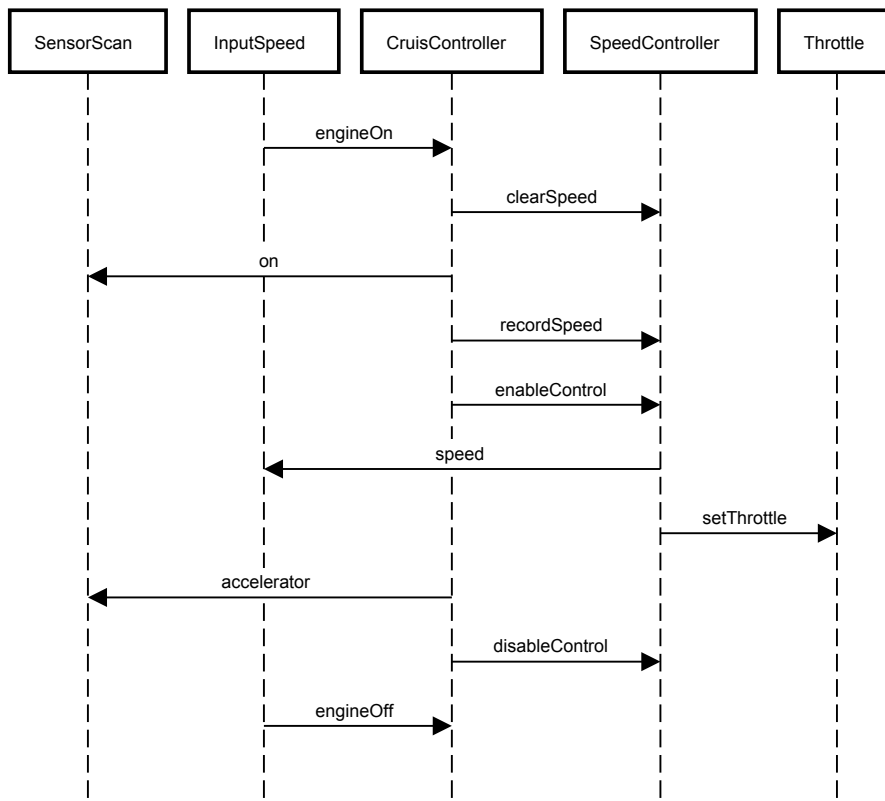 SensorScan
InputSpeed
CruisController
SpeedController
Throttle
engineOn
clearSpeed
on
recordSpeed
enableControl
speed
setThrottle
accelerator
disableControl
engineOff